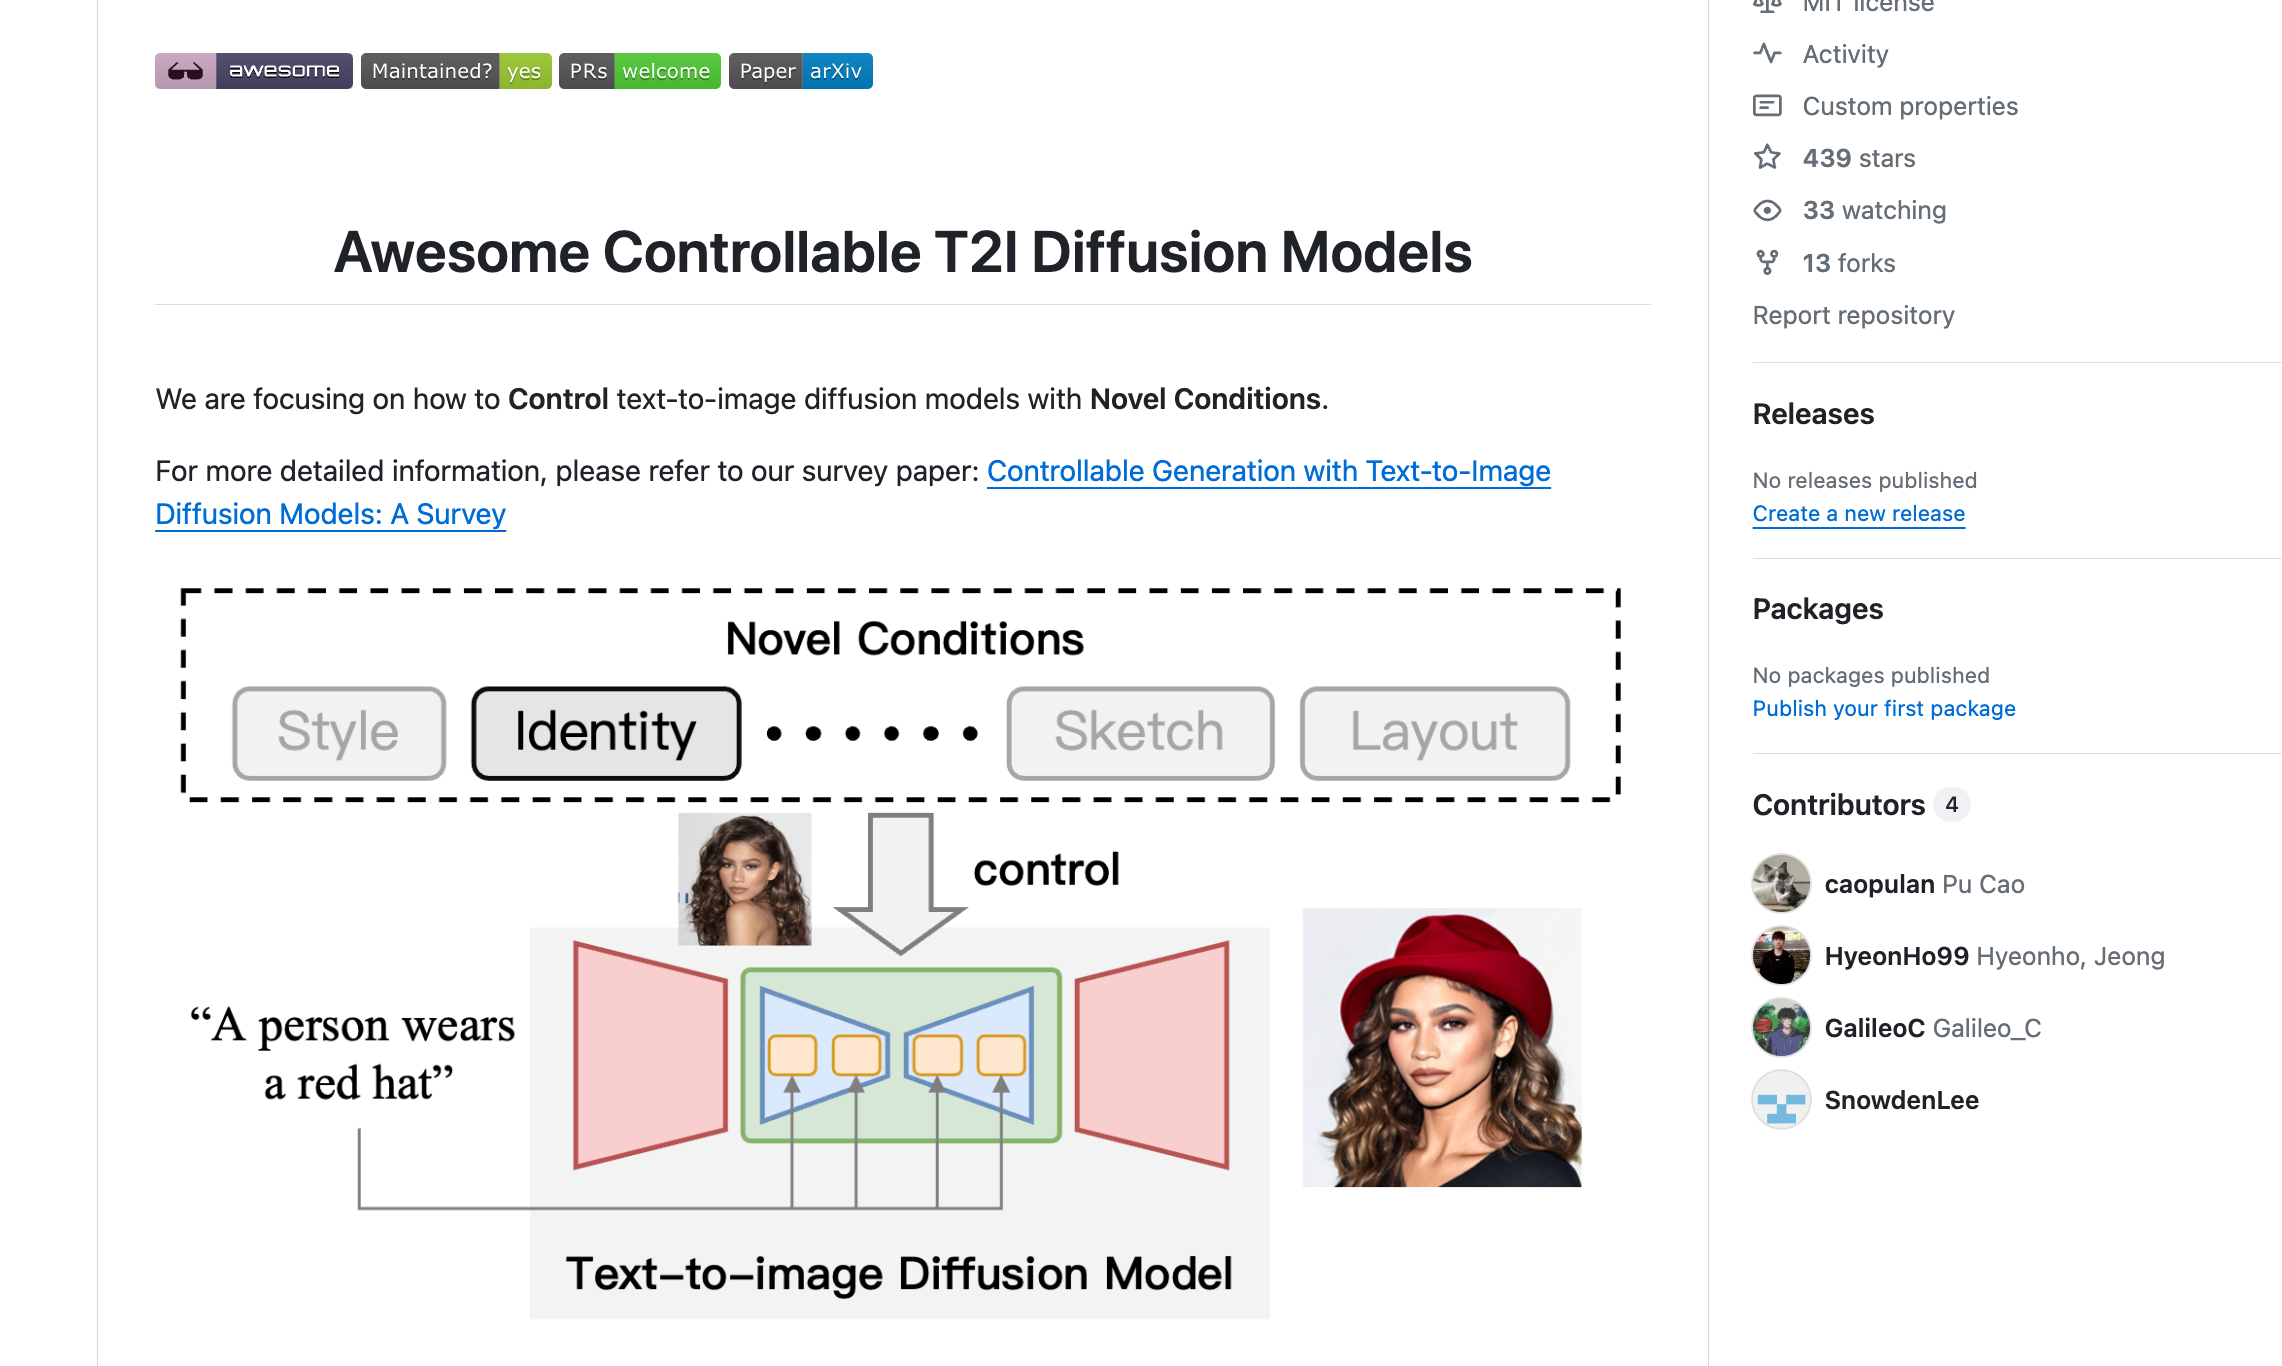 awesome Maintained? yes PRs welcome Paper arXiv
Awesome Controllable T2I Diffusion Models
We are focusing on how to Control text-to-image diffusion models with Novel Conditions.
For more detailed information, please refer to our survey paper: Controllable Generation with Text-to-Image
Diffusion Models: A Survey
Novel Conditions
Style Identity Sketch Layout
control
“A person wears
a red hat”
Text-to-image Diffusion Model
MIT license
Activity
Custom properties
439 stars
33 watching
13 forks
Report repository
Releases
No releases published
Create a new release
Packages
No packages published
Publish your first package
Contributors 4
caopulan Pu Cao
HyeonHo99 Hyeonho, Jeong
GalileoC Galileo_C
SnowdenLee